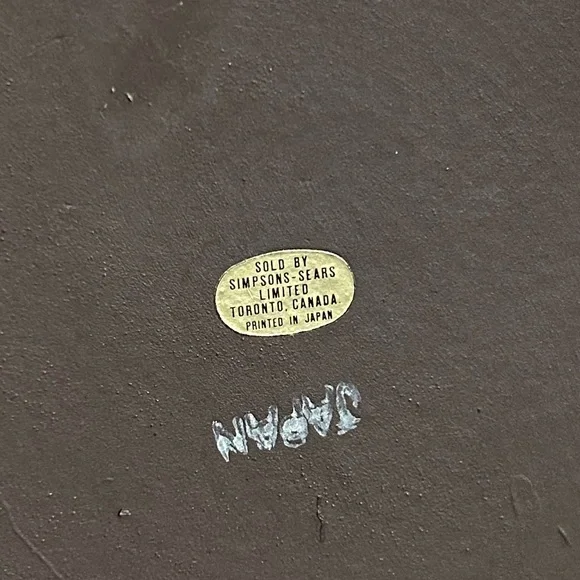 SOLD BY
SIMPSONS-SEARS
LIMITED
TORONTO, CANADA.
PRINTED IN JAPAN
JAPAN